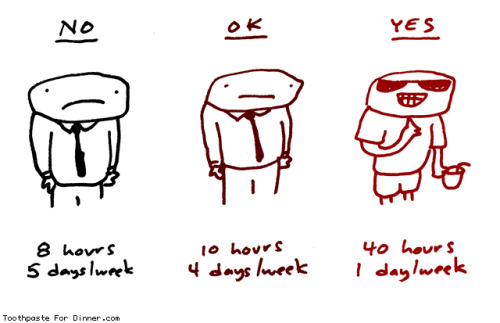 NO
OK
YES
8 hours
5 days/week
10 hours
4 days/week
40 hours
1 day/week
Toothpaste For Dinner.com